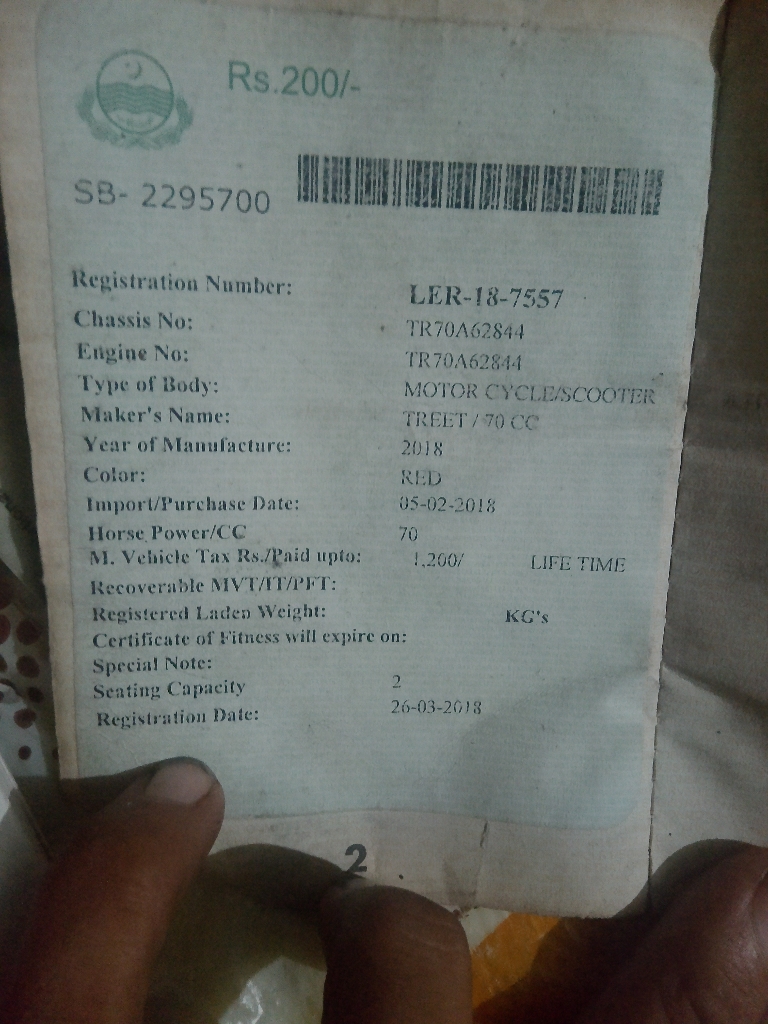 Rs.200/-
SB- 2295700
Registration Number: LER-18-7557
Chassis No: TR70A62844
Engine No: TR70A62844
Type of Body: MOTOR CYCLE/SCOOTER
Maker's Name: TREET / 70 CC
Year of Manufacture: 2018
Color: RED
Import/Purchase Date: 05-02-2018
Horse Power/CC 70
M. Vehicle Tax Rs./Paid upto: 1,200/ LIFE TIME
Recoverable MVT/IT/PFT:
Registered Laden Weight: KG's
Certificate of Fitness will expire on:
Special Note:
Seating Capacity 2
Registration Date: 26-03-2018
2